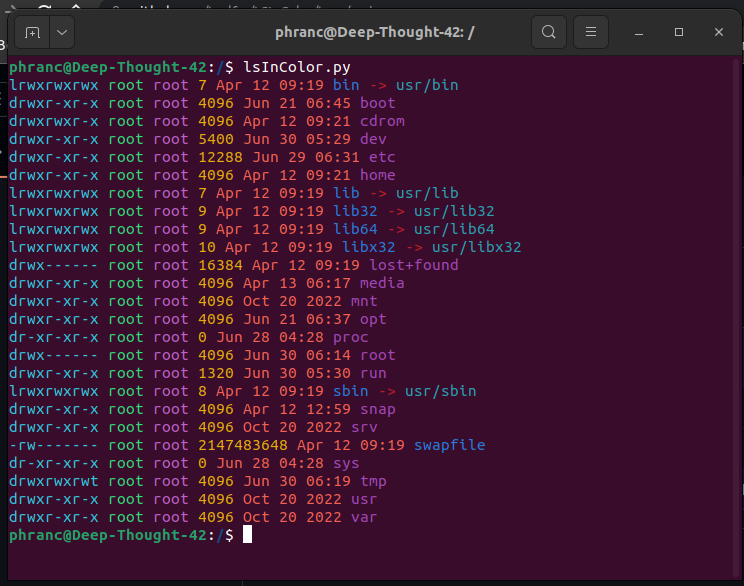 phranc@Deep-Thought-42: /
phranc@Deep-Thought-42:/$ lsInColor.py
lrwxrwxrwx root root 7 Apr 12 09:19 bin -> usr/bin
drwxr-xr-x root root 4096 Jun 21 06:45 boot
drwxr-xr-x root root 4096 Apr 12 09:21 cdrom
drwxr-xr-x root root 5400 Jun 30 05:29 dev
drwxr-xr-x root root 12288 Jun 29 06:31 etc
drwxr-xr-x root root 4096 Apr 12 09:21 home
lrwxrwxrwx root root 7 Apr 12 09:19 lib -> usr/lib
lrwxrwxrwx root root 9 Apr 12 09:19 lib32 -> usr/lib32
lrwxrwxrwx root root 9 Apr 12 09:19 lib64 -> usr/lib64
lrwxrwxrwx root root 10 Apr 12 09:19 libx32 -> usr/libx32
drwx------ root root 16384 Apr 12 09:19 lost+found
drwxr-xr-x root root 4096 Apr 13 06:17 media
drwxr-xr-x root root 4096 Oct 20 2022 mnt
drwxr-xr-x root root 4096 Jun 21 06:37 opt
dr-xr-xr-x root root 0 Jun 28 04:28 proc
drwx------ root root 4096 Jun 30 06:14 root
drwxr-xr-x root root 1320 Jun 30 05:30 run
lrwxrwxrwx root root 8 Apr 12 09:19 sbin -> usr/sbin
drwxr-xr-x root root 4096 Apr 12 12:59 snap
drwxr-xr-x root root 4096 Oct 20 2022 srv
-rw------- root root 2147483648 Apr 12 09:19 swapfile
dr-xr-xr-x root root 0 Jun 28 04:28 sys
drwxrwxrwt root root 4096 Jun 30 06:19 tmp
drwxr-xr-x root root 4096 Oct 20 2022 usr
drwxr-xr-x root root 4096 Oct 20 2022 var
phranc@Deep-Thought-42:/$